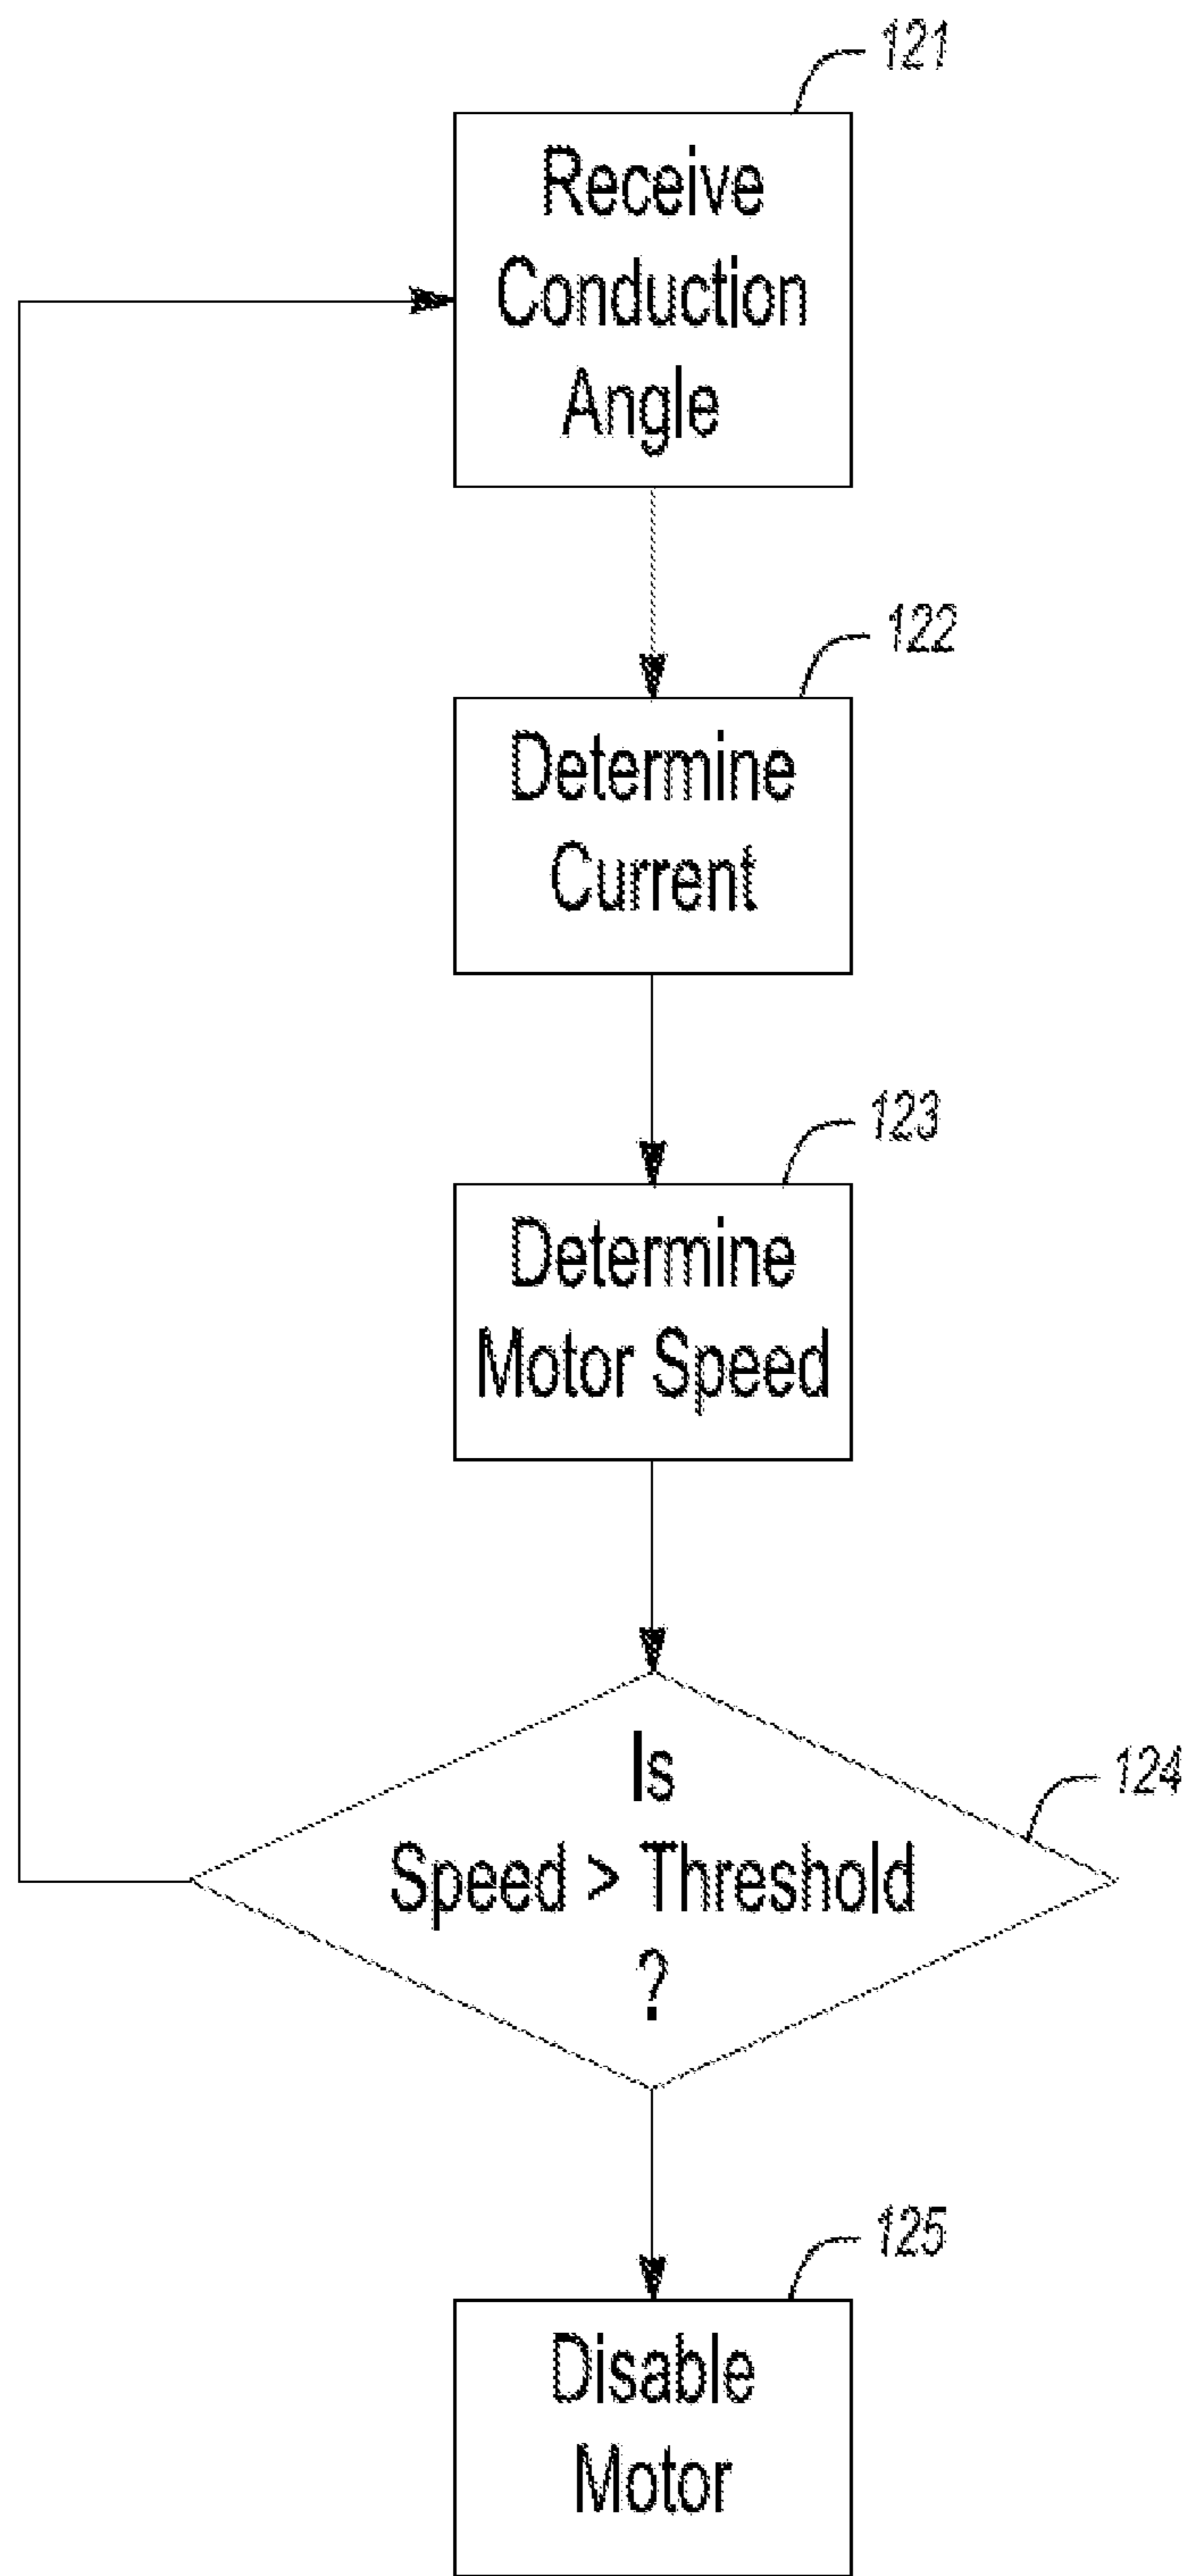 121
Receive
Conduction
Angle
122
Determine
Current
123
Determine
Motor Speed
124
Is
Speed > Threshold
?
125
Disable
Motor